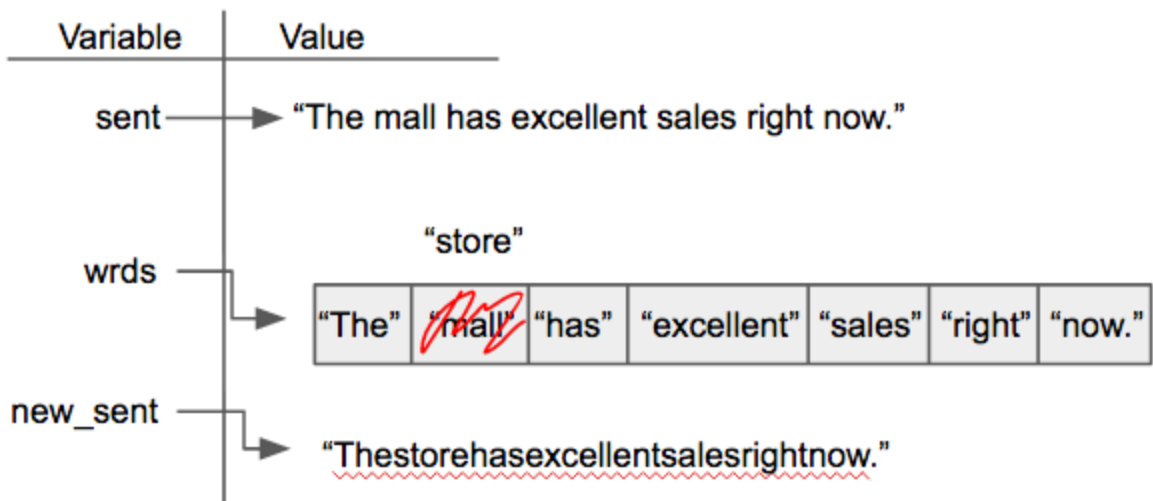 Variable Value
sent “The mall has excellent sales right now.”
“store”
wrds
“The” “mall” “has” “excellent” “sales” “right” “now.”
new_sent
“Thestorehasexcellentsalesrightnow.”